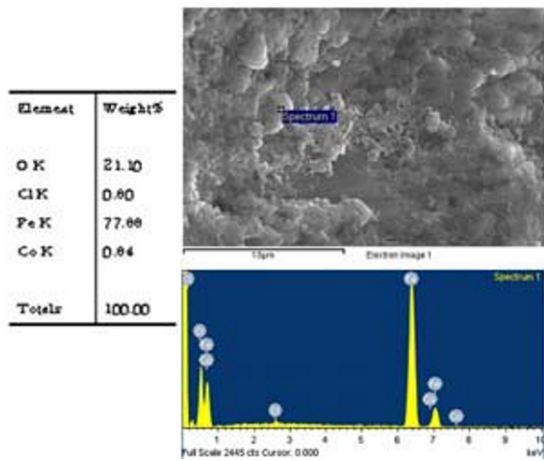 Element Weight%
O K 21.10
Cl K 0.80
Fe K 77.88
Co K 0.84
Totals 100.00
Spectrum 1
Electron Image 1
Spectrum 1
1 2 3 4 5 6 7 8 9 10
Full Scale 2445 cts Cursor: 0.000 keV